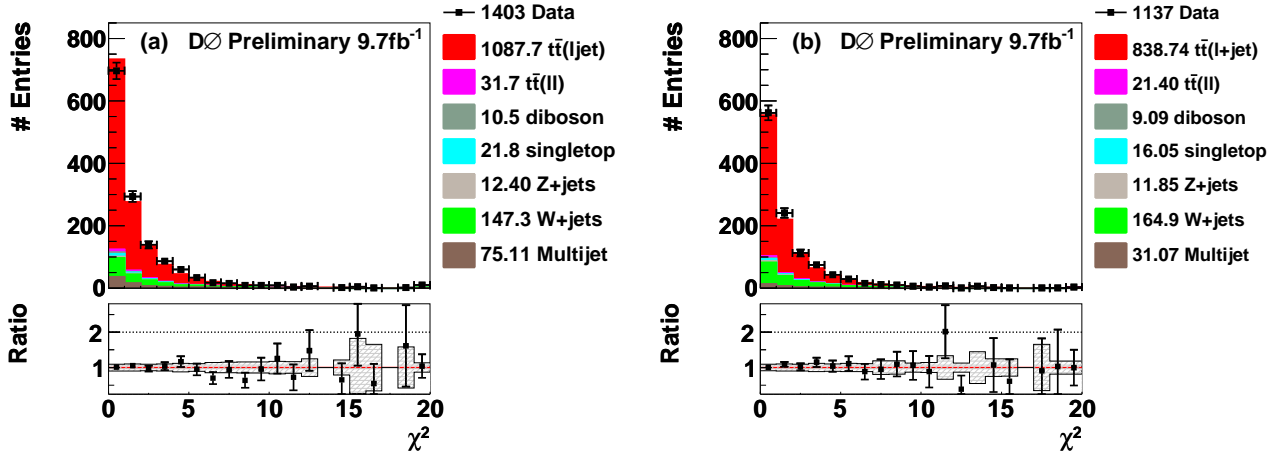 (a) DØ Preliminary 9.7fb⁻¹
# Entries
800
600
400
200
0
1403 Data
1087.7 tt̄(ljet)
31.7 tt̄(ll)
10.5 diboson
21.8 singletop
12.40 Z+jets
147.3 W+jets
75.11 Multijet
Ratio
2
1
0 5 10 15 20
χ²
(b) DØ Preliminary 9.7fb⁻¹
# Entries
800
600
400
200
0
1137 Data
838.74 tt̄(l+jet)
21.40 tt̄(ll)
9.09 diboson
16.05 singletop
11.85 Z+jets
164.9 W+jets
31.07 Multijet
Ratio
2
1
0 5 10 15 20
χ²